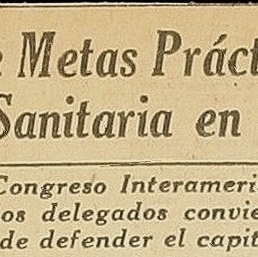 e Metas Práct
Sanitaria en
Congreso Interameri
os delegados convie
de defender el capit